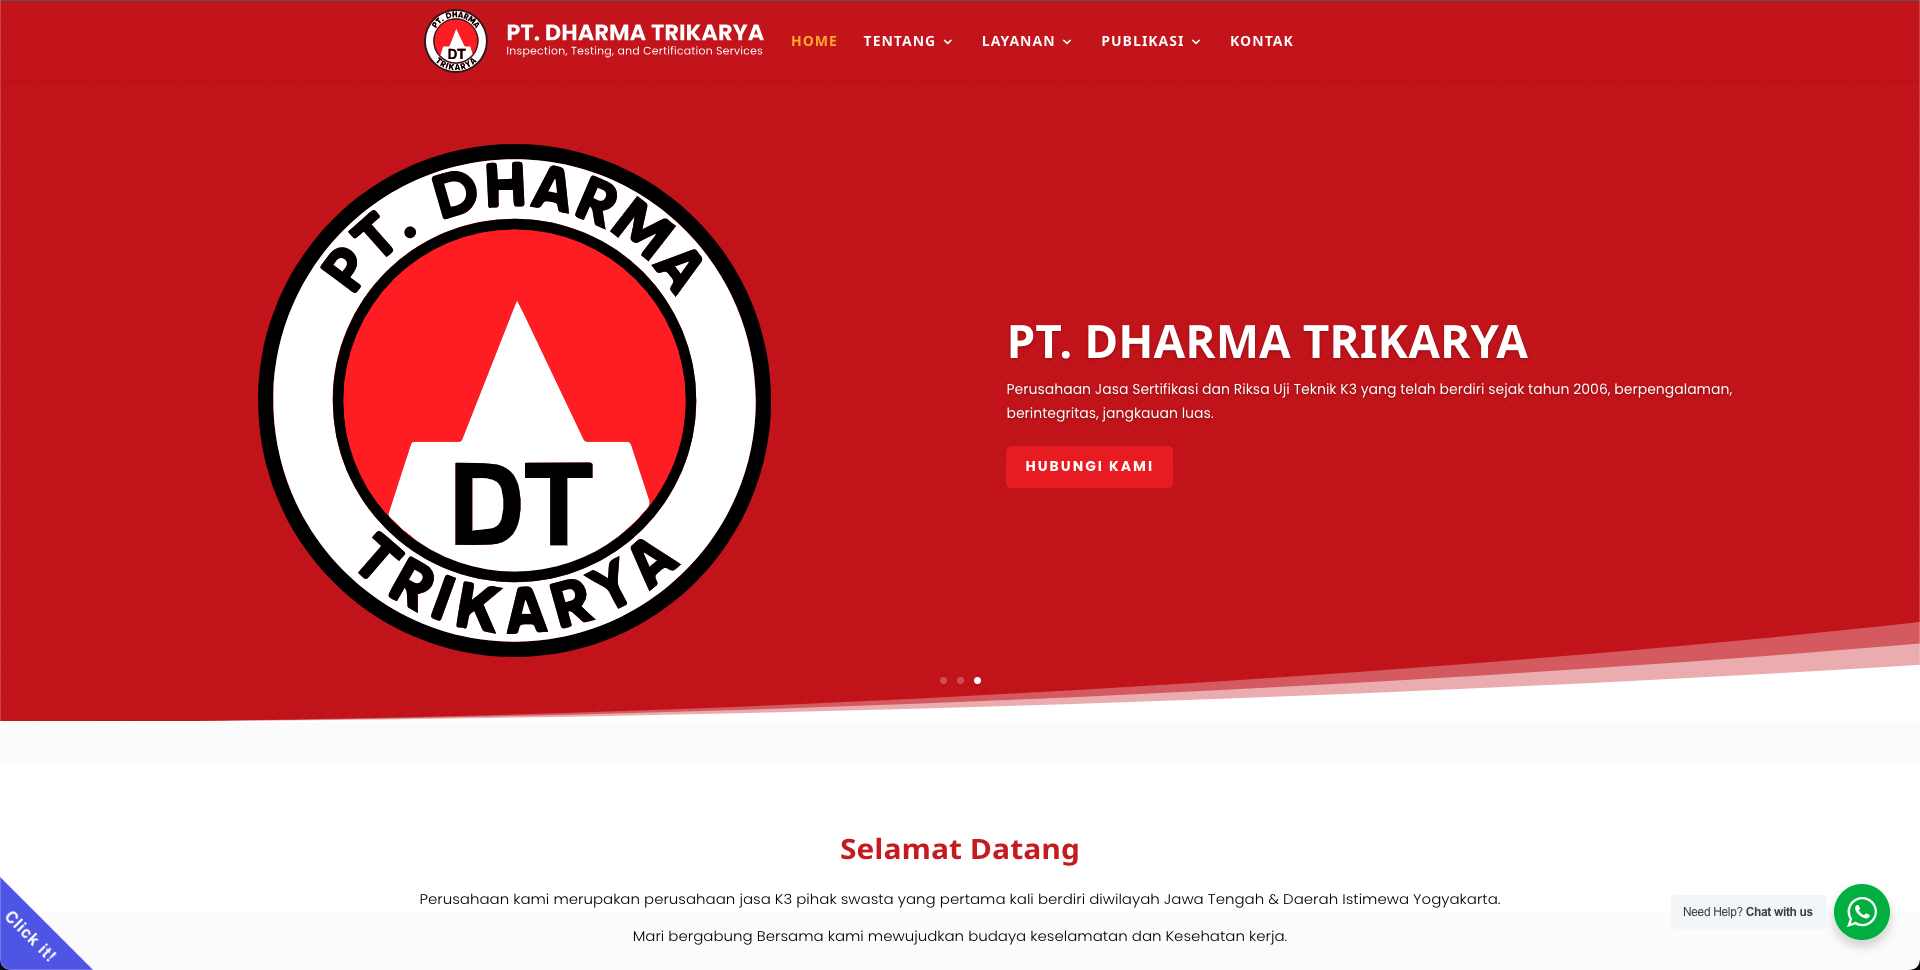 PT. DHARMA
DT
TRIKARYA
PT. DHARMA TRIKARYA
Inspection, Testing, and Certification Services
HOME
TENTANG
LAYANAN
PUBLIKASI
KONTAK
PT. DHARMA
DT
TRIKARYA
PT. DHARMA TRIKARYA
Perusahaan Jasa Sertifikasi dan Riksa Uji Teknik K3 yang telah berdiri sejak tahun 2006, berpengalaman,
berintegritas, jangkauan luas.
HUBUNGI KAMI
Selamat Datang
Perusahaan kami merupakan perusahaan jasa K3 pihak swasta yang pertama kali berdiri diwilayah Jawa Tengah & Daerah Istimewa Yogyakarta.
Mari bergabung Bersama kami mewujudkan budaya keselamatan dan Kesehatan kerja.
Click it!
Need Help? Chat with us